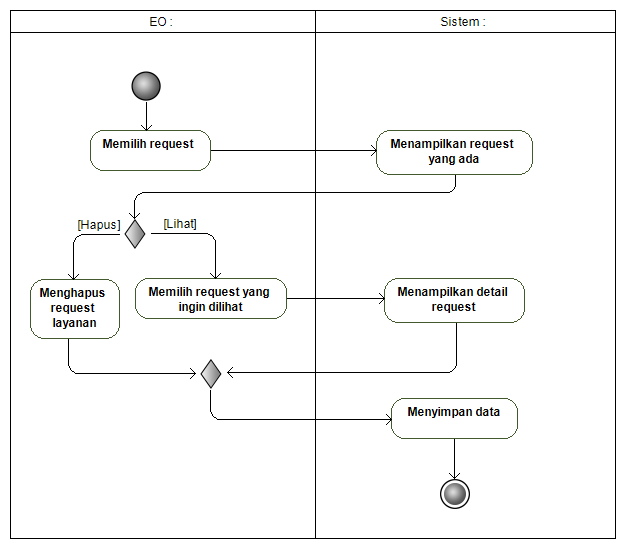 EO :
Sistem :
Memilih request
Menampilkan request
yang ada
[Hapus]
[Lihat]
Menghapus
request
layanan
Memilih request yang
ingin dilihat
Menampilkan detail
request
Menyimpan data